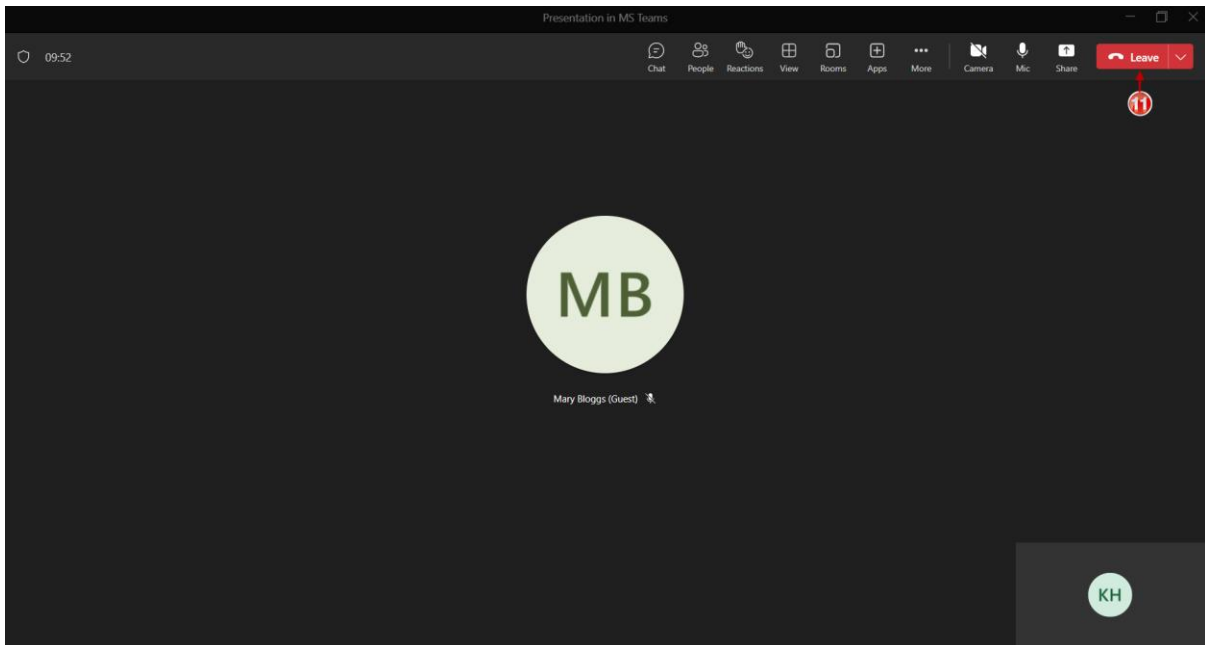 Presentation in MS Teams
09:52
Chat People Reactions View Rooms Apps More Camera Mic Share Leave
11
MB
Mary Bloggs (Guest)
KH